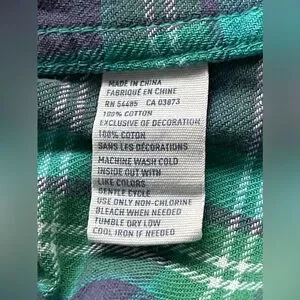 MADE IN CHINA
FABRIQUÉ EN CHINE
RN 54485 CA 03873
100% COTTON
EXCLUSIVE OF DECORATION
100% COTON
SANS LES DÉCORATIONS
MACHINE WASH COLD
INSIDE OUT WITH
LIKE COLORS
GENTLE CYCLE
USE ONLY NON-CHLORINE
BLEACH WHEN NEEDED
TUMBLE DRY LOW
COOL IRON IF NEEDED